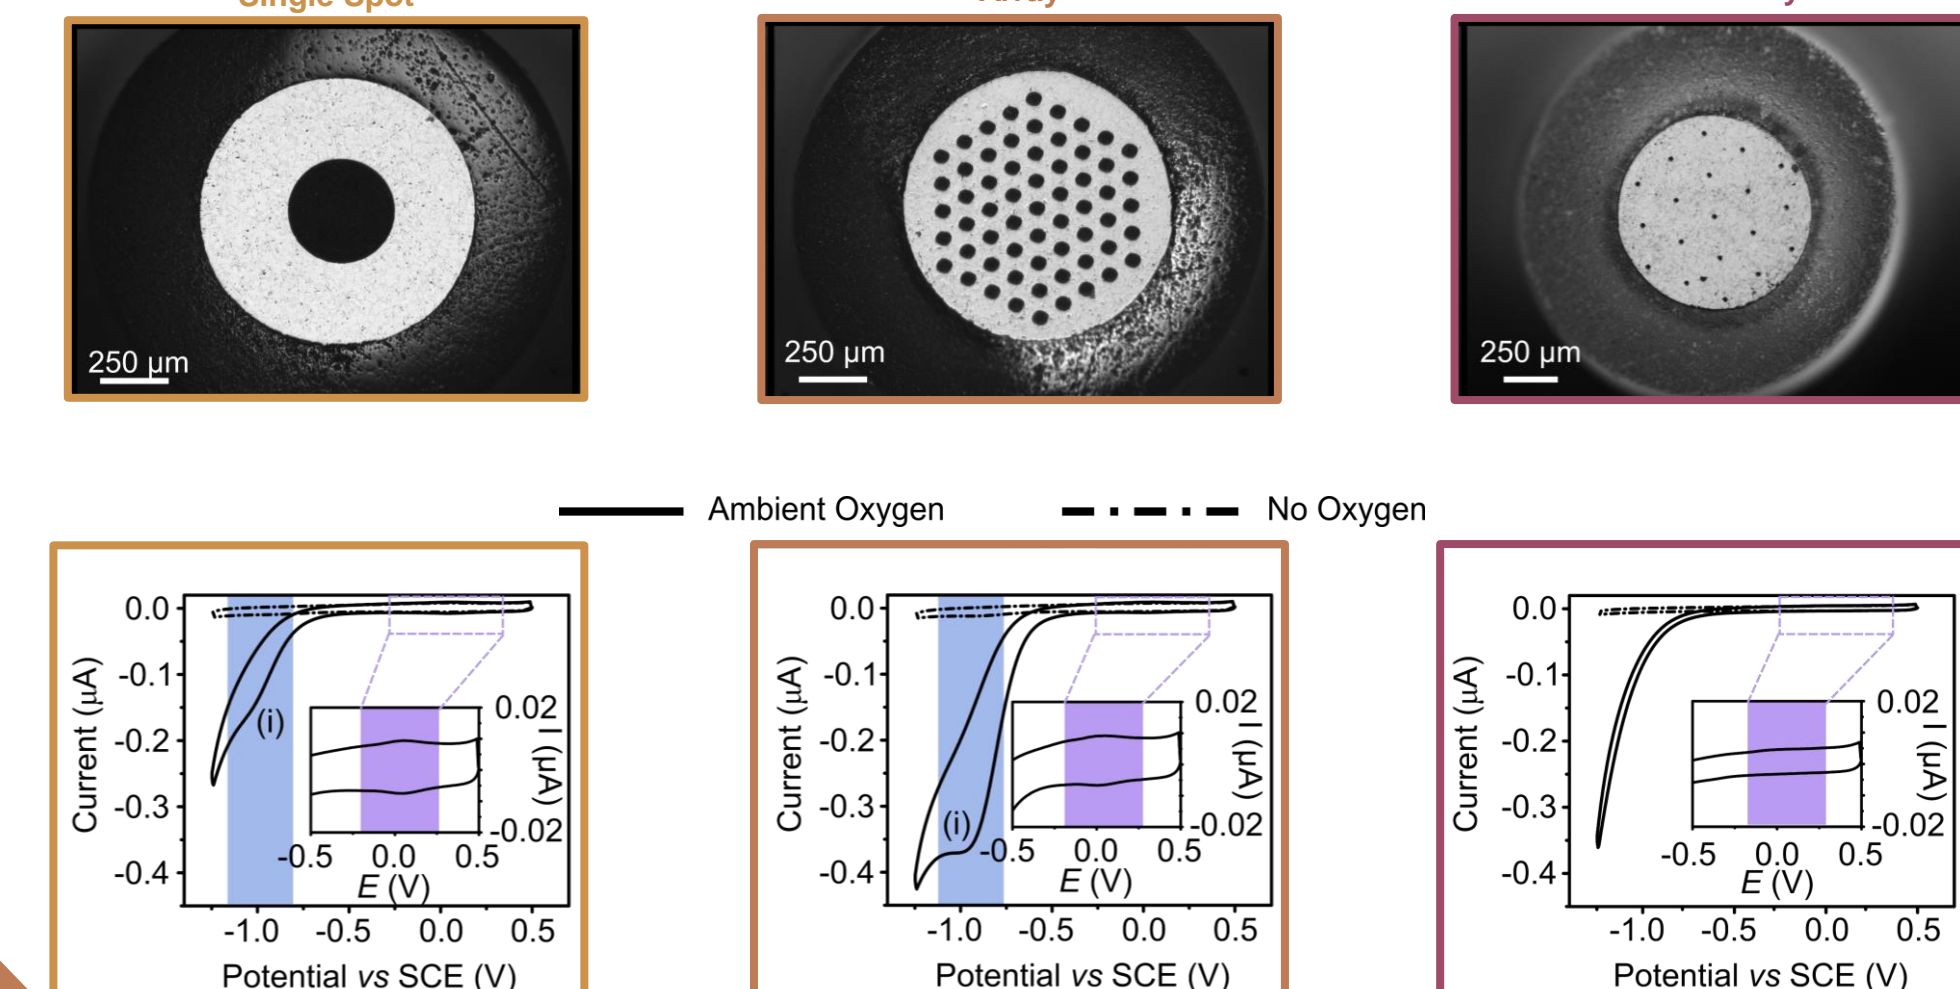 Single Spot
Array
250 µm
250 µm
250 µm
Ambient Oxygen
No Oxygen
0.0
-0.1
-0.2
-0.3
-0.4
Current (µA)
(i)
0.02
-0.02
I (µA)
-0.5 0.0 0.5
E (V)
-1.0 -0.5 0.0 0.5
Potential vs SCE (V)
0.0
-0.1
-0.2
-0.3
-0.4
Current (µA)
(i)
0.02
-0.02
I (µA)
-0.5 0.0 0.5
E (V)
-1.0 -0.5 0.0 0.5
Potential vs SCE (V)
0.0
-0.1
-0.2
-0.3
-0.4
Current (µA)
0.02
-0.02
I (µA)
-0.5 0.0 0.5
E (V)
-1.0 -0.5 0.0 0.5
Potential vs SCE (V)